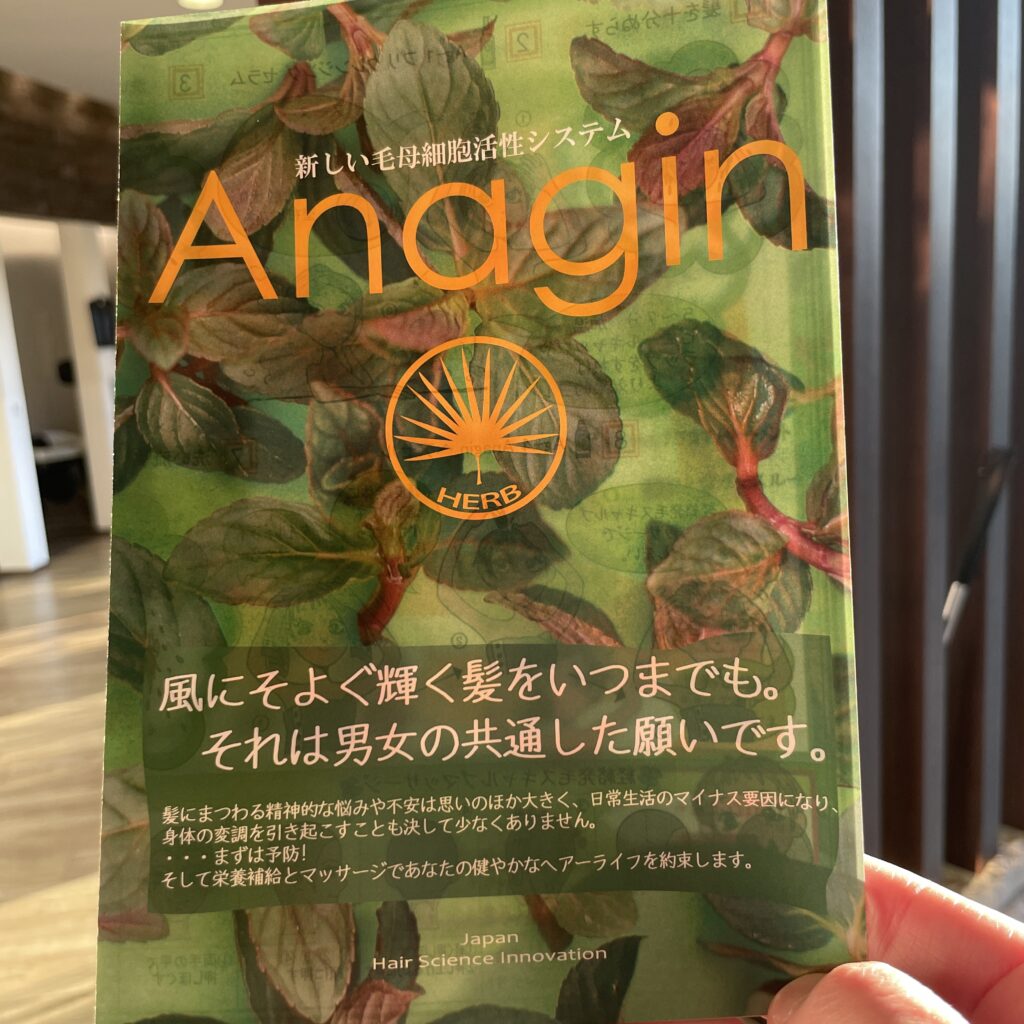 新しい毛母細胞活性システム
Anagin
HERB
風にそよぐ輝く髪をいつまでも。
それは男女の共通した願いです。
髪にまつわる精神的な悩みや不安は思いのほか大きく、日常生活のマイナス要因になり、
身体の変調を引き起こすことも決して少なくありません。
・・・まずは予防!
そして栄養補給とマッサージであなたの健やかなヘアーライフを約束します。
Japan
Hair Science Innovation